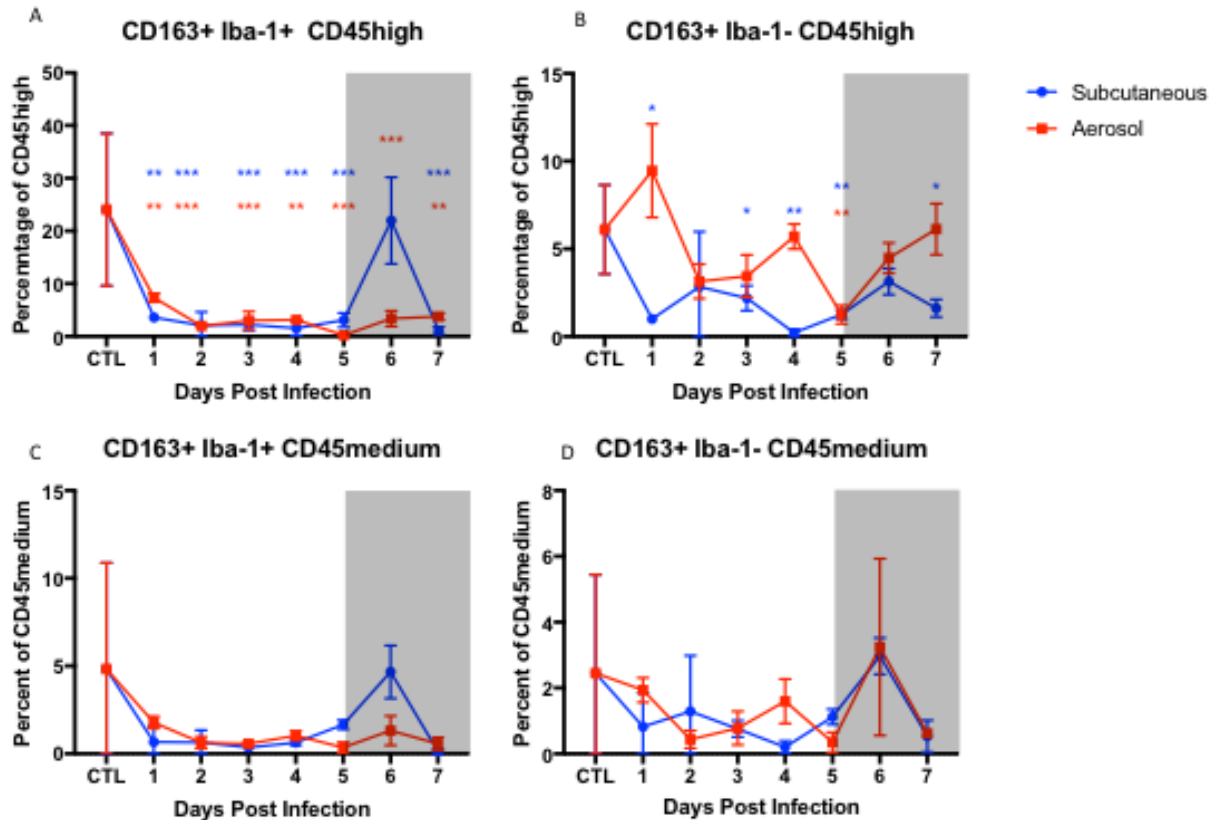 A
CD163+ Iba-1+ CD45high
Percenntage of CD45high
50
40
30
20
10
0
** *** *** *** *** *** ***
** *** *** ** *** **
CTL 1 2 3 4 5 6 7
Days Post Infection
B
CD163+ Iba-1- CD45high
Percenntage of CD45high
15
10
5
0
* * ** ** *
**
CTL 1 2 3 4 5 6 7
Days Post Infection
Subcutaneous
Aerosol
C
CD163+ Iba-1+ CD45medium
Percent of CD45medium
15
10
5
0
CTL 1 2 3 4 5 6 7
Days Post Infection
D
CD163+ Iba-1- CD45medium
Percent of CD45medium
8
6
4
2
0
CTL 1 2 3 4 5 6 7
Days Post Infection